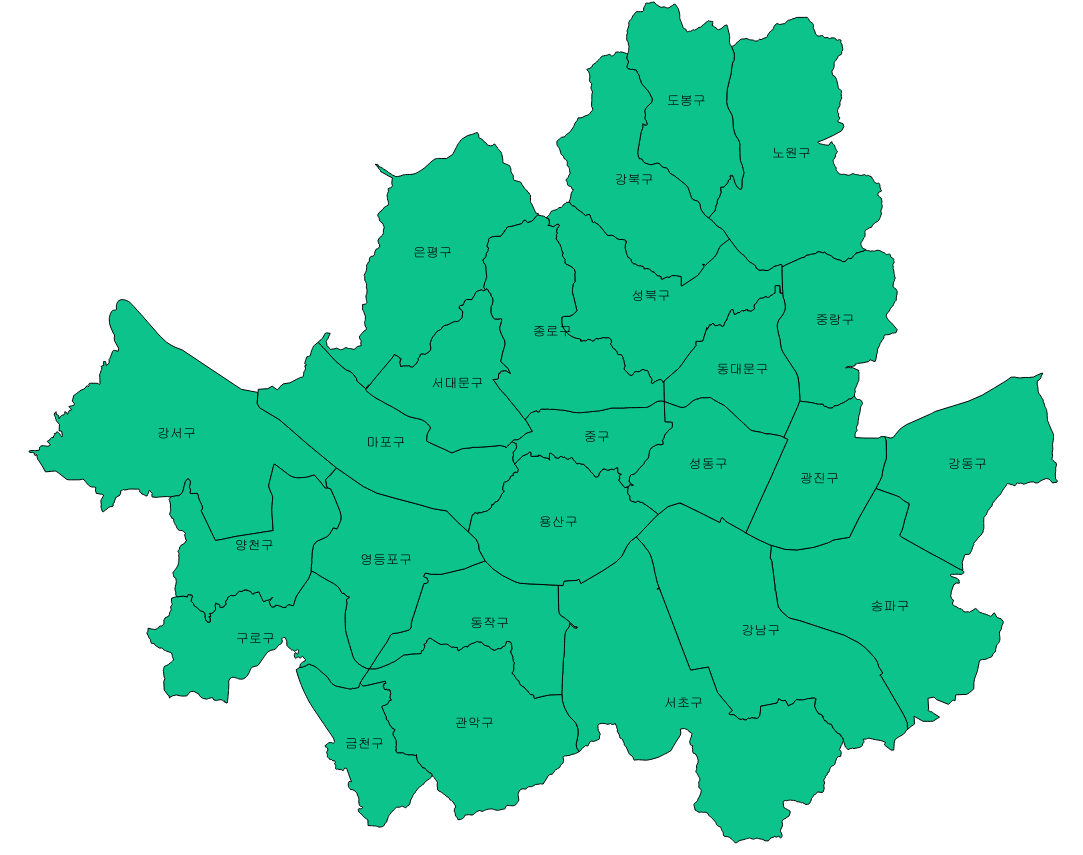 도봉구
노원구
강북구
은평구
성북구
중랑구
종로구
동대문구
서대문구
강서구
마포구
중구
성동구
강동구
광진구
용산구
양천구
영등포구
송파구
동작구
강남구
구로구
서초구
관악구
금천구